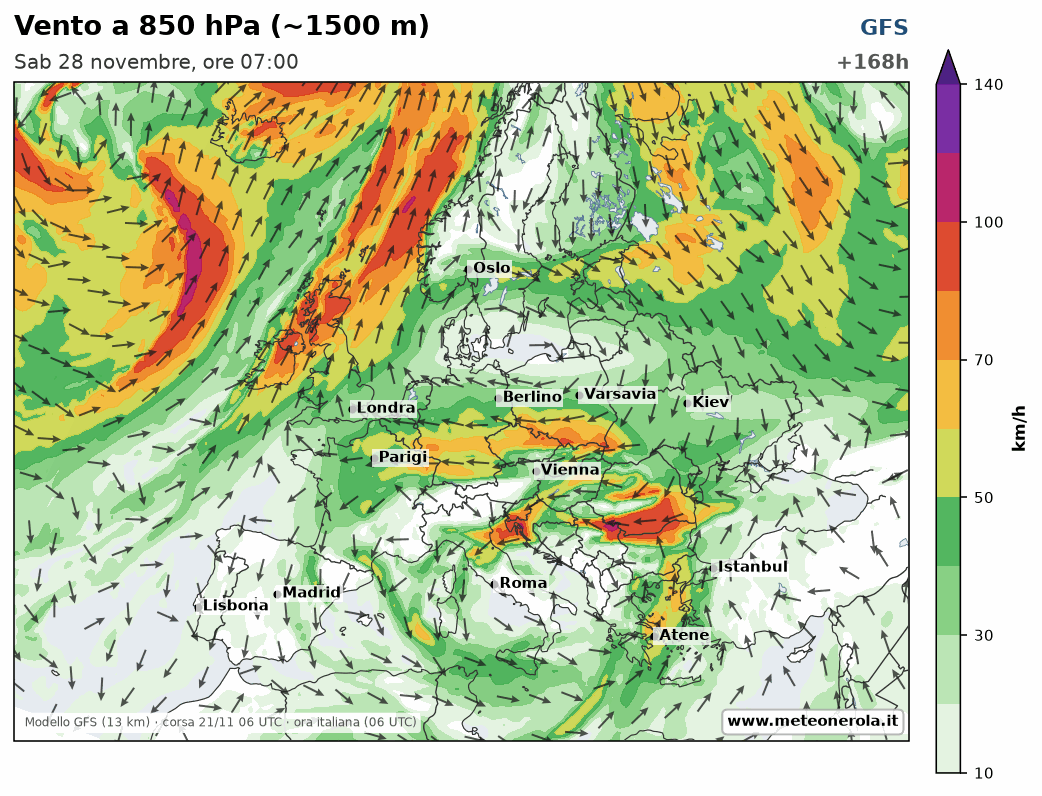 Vento a 850 hPa (~1500 m)
GFS
Sab 28 novembre, ore 07:00
+168h
140
100
70
50
30
10
km/h
Oslo
Londra
Berlino
Varsavia
Kiev
Parigi
Vienna
Istanbul
Roma
Madrid
Lisbona
Atene
Modello GFS (13 km) · corsa 21/11 06 UTC · ora italiana (06 UTC)
www.meteonerola.it